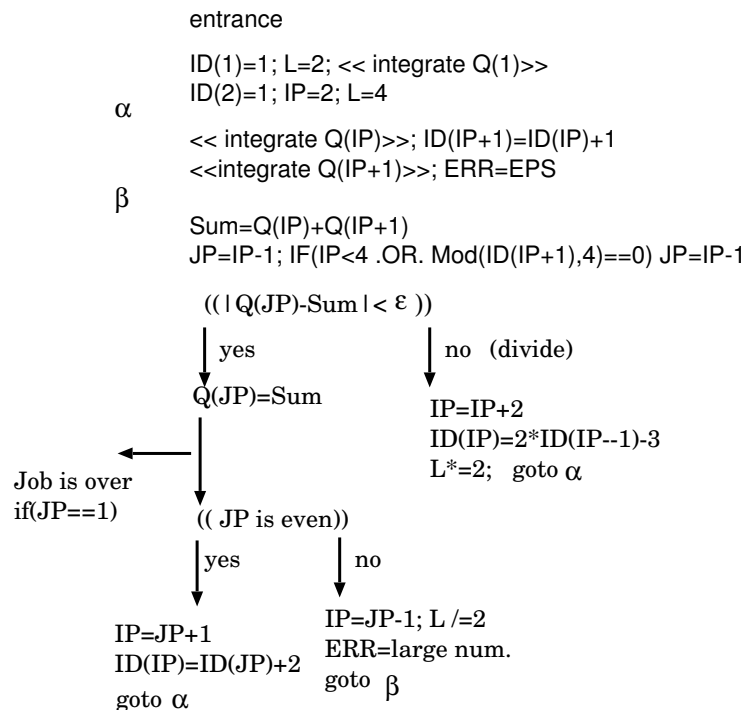 entrance
ID(1)=1; L=2; << integrate Q(1)>>
ID(2)=1; IP=2; L=4
α
<< integrate Q(IP)>>; ID(IP+1)=ID(IP)+1
<<integrate Q(IP+1)>>; ERR=EPS
β
Sum=Q(IP)+Q(IP+1)
JP=IP-1; IF(IP<4 .OR. Mod(ID(IP+1),4)==0) JP=IP-1
((|Q(JP)-Sum|< ε ))
yes
no (divide)
Q(JP)=Sum
IP=IP+2
ID(IP)=2*ID(IP--1)-3
L*=2; goto α
Job is over
if(JP==1)
(( JP is even))
yes
no
IP=JP+1
ID(IP)=ID(JP)+2
goto α
IP=JP-1; L /=2
ERR=large num.
goto β